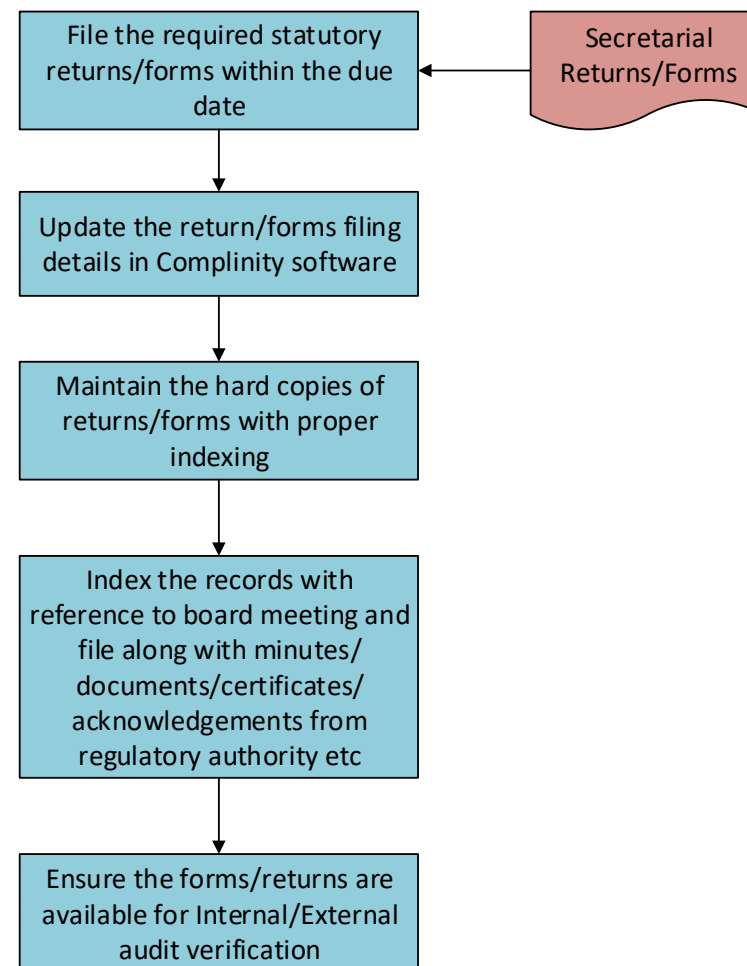 File the required statutory
returns/forms within the due
date
Secretarial
Returns/Forms
Update the return/forms filing
details in Complinity software
Maintain the hard copies of
returns/forms with proper
indexing
Index the records with
reference to board meeting and
file along with minutes/
documents/certificates/
acknowledgements from
regulatory authority etc
Ensure the forms/returns are
available for Internal/External
audit verification